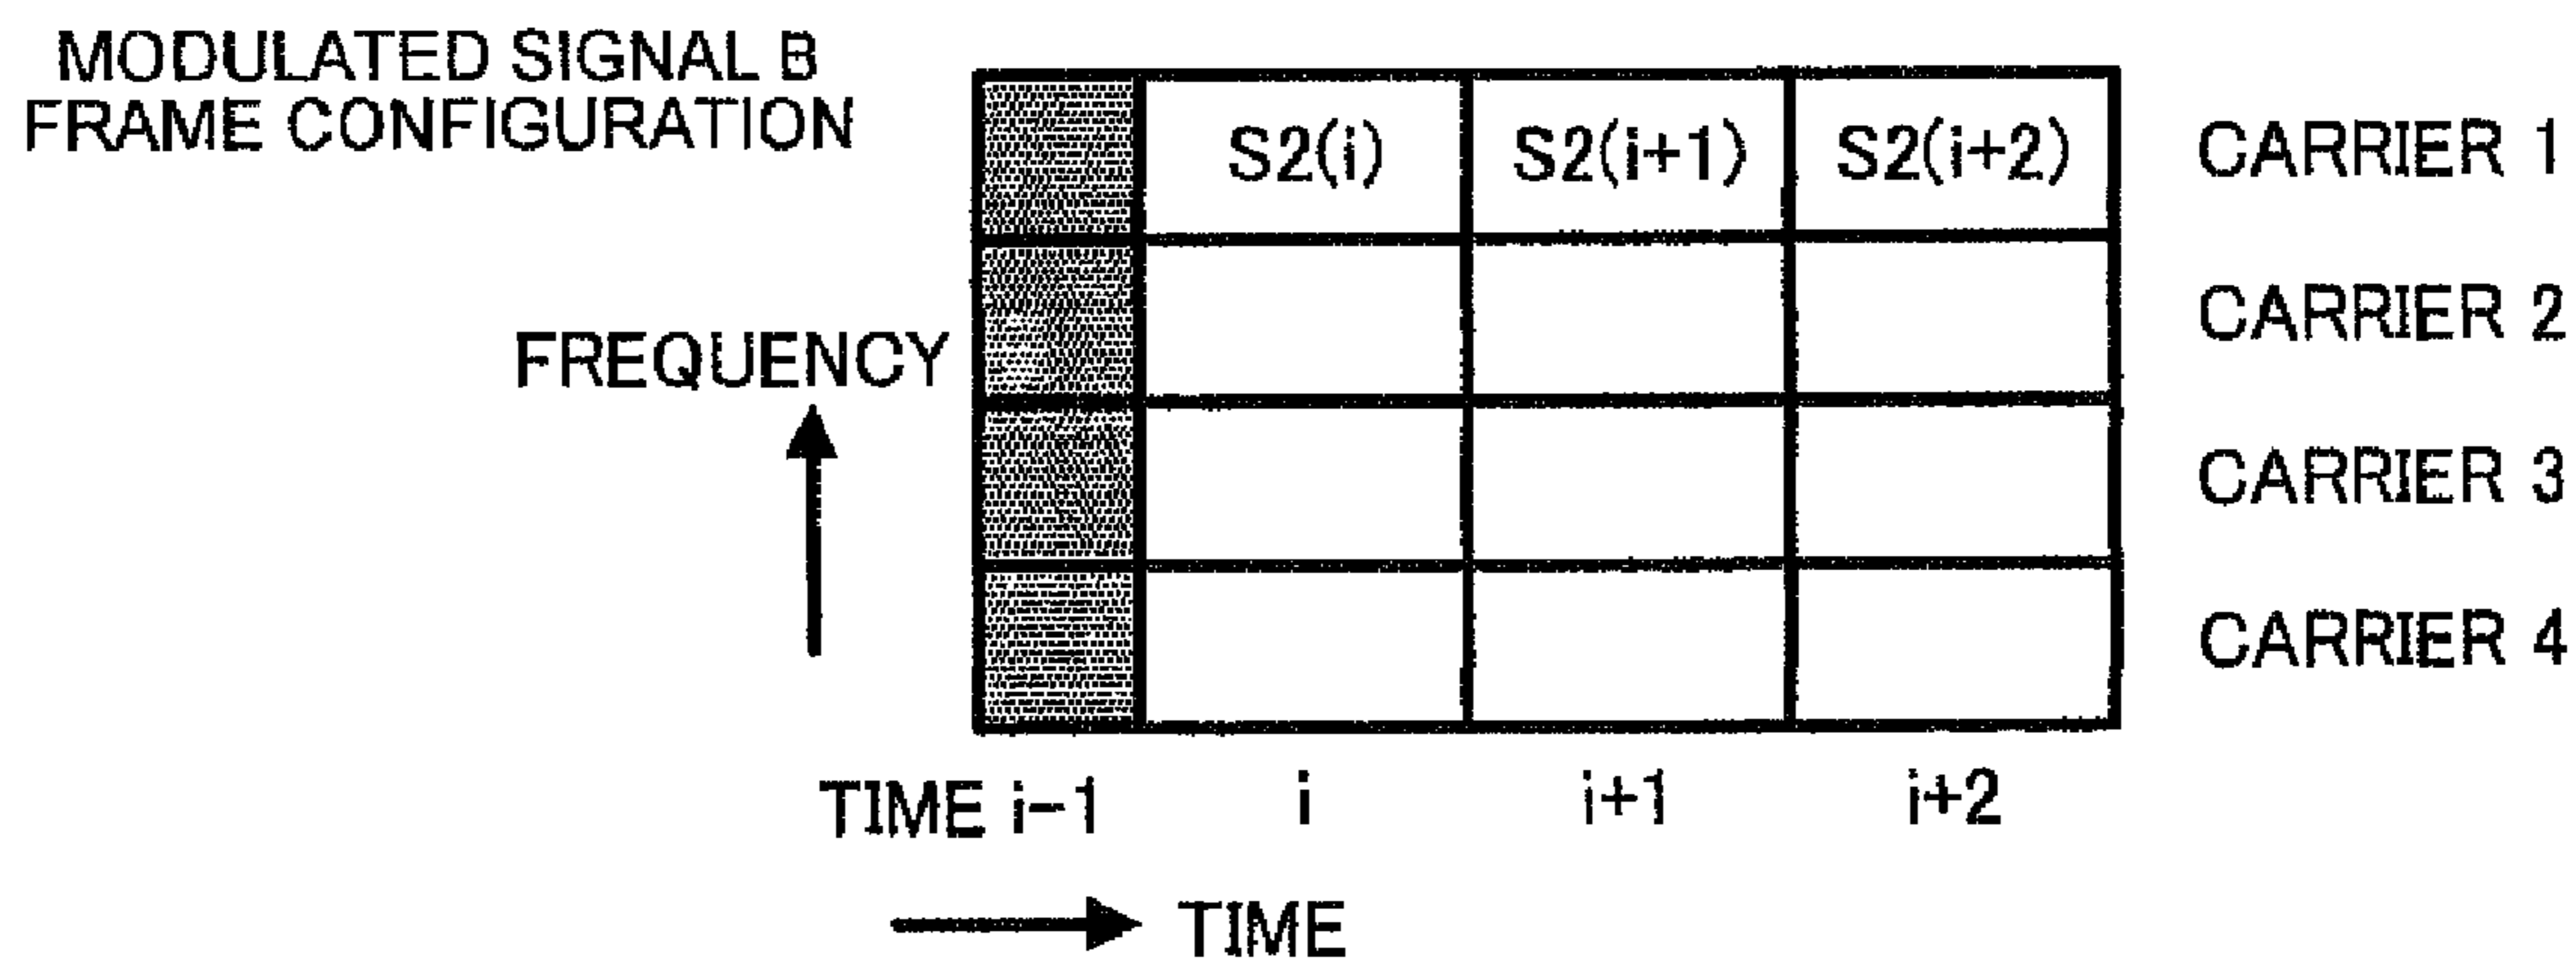 MODULATED SIGNAL B
FRAME CONFIGURATION
S2(i) S2(i+1) S2(i+2) CARRIER 1
CARRIER 2
FREQUENCY
CARRIER 3
CARRIER 4
TIME i-1 i i+1 i+2
TIME